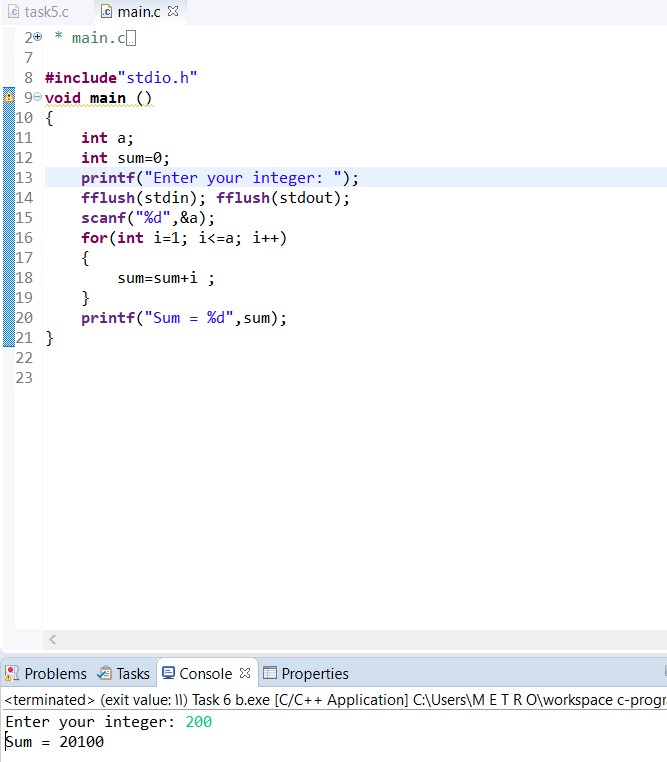 task5.c main.c
2 * main.c
7
8 #include"stdio.h"
9 void main ()
10 {
11 int a;
12 int sum=0;
13 printf("Enter your integer: ");
14 fflush(stdin); fflush(stdout);
15 scanf("%d",&a);
16 for(int i=1; i<=a; i++)
17 {
18 sum=sum+i ;
19 }
20 printf("Sum = %d",sum);
21 }
22
23
Problems Tasks Console Properties
<terminated> (exit value: 11) Task 6 b.exe [C/C++ Application] C:\Users\M E T R O\workspace c-progr
Enter your integer: 200
Sum = 20100